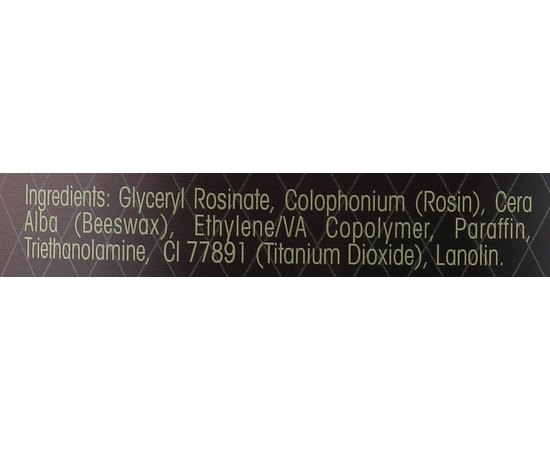 Ingredients: Glyceryl Rosinate, Colophonium (Rosin), Cera
Alba (Beeswax), Ethylene/VA Copolymer, Paraffin,
Triethanolamine, CI 77891 (Titanium Dioxide), Lanolin.